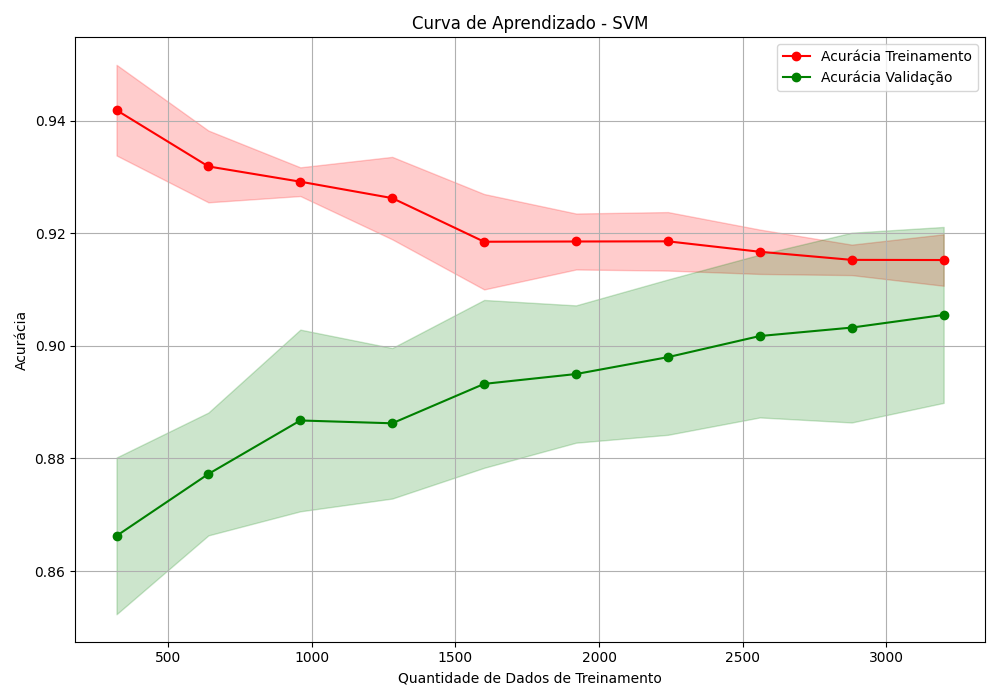 Curva de Aprendizado - SVM
Acurácia Treinamento
Acurácia Validação
Acurácia
0.94
0.92
0.90
0.88
0.86
500 1000 1500 2000 2500 3000
Quantidade de Dados de Treinamento